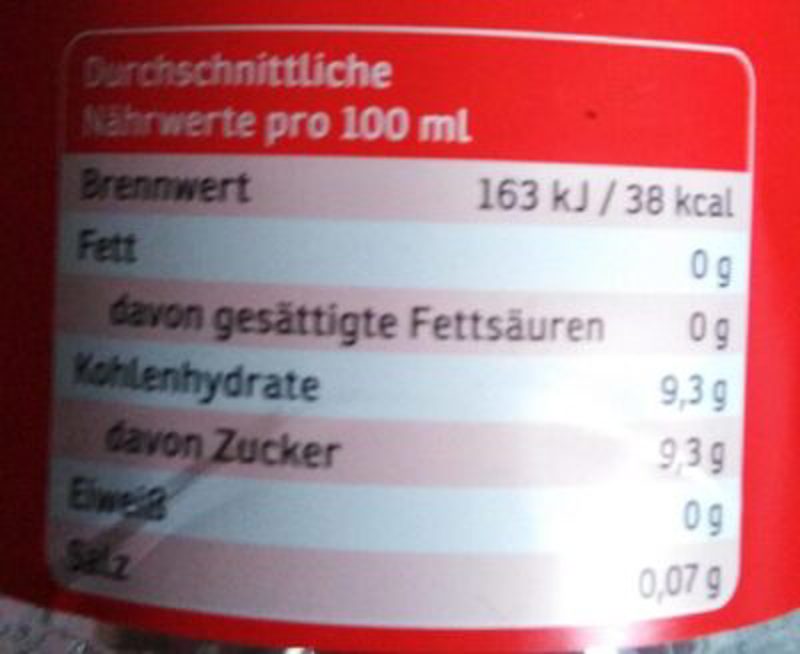 Durchschnittliche
Nährwerte pro 100 ml
Brennwert 163 kJ / 38 kcal
Fett 0 g
davon gesättigte Fettsäuren 0 g
Kohlenhydrate 9,3 g
davon Zucker 9,3 g
Eiweiß 0 g
Salz 0,07 g